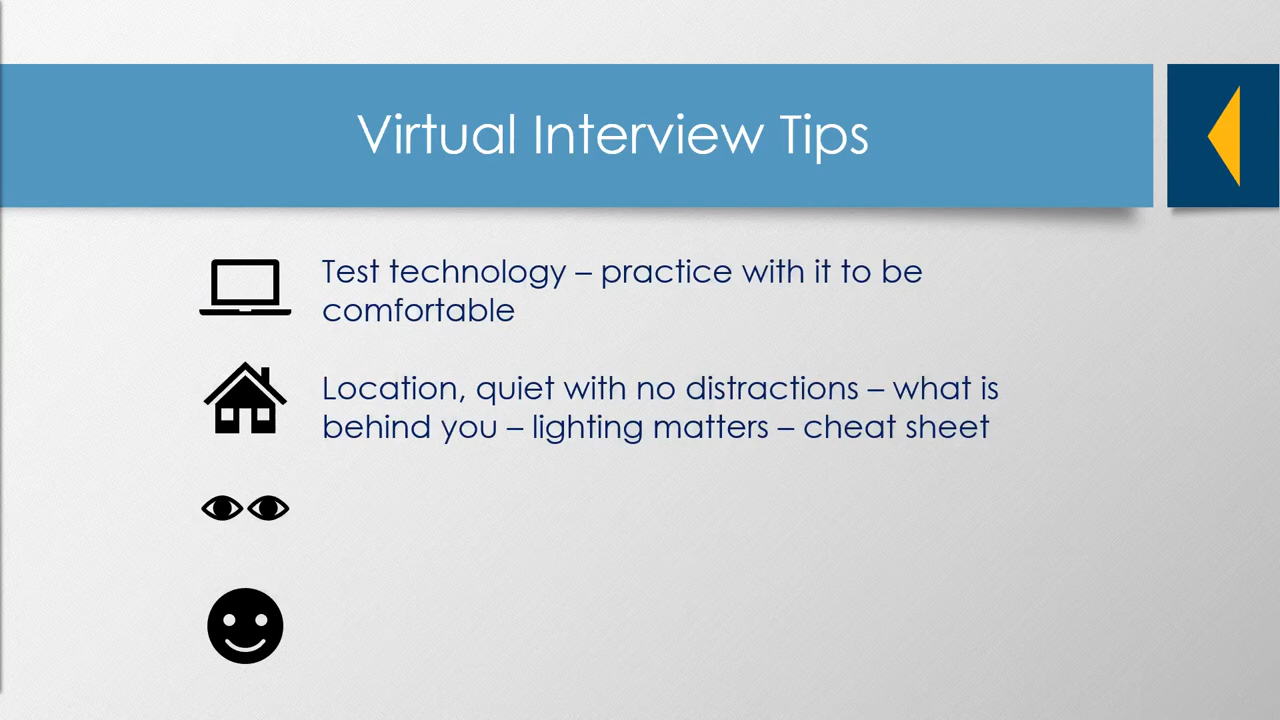 Virtual Interview Tips
Test technology – practice with it to be
comfortable
Location, quiet with no distractions – what is
behind you – lighting matters – cheat sheet